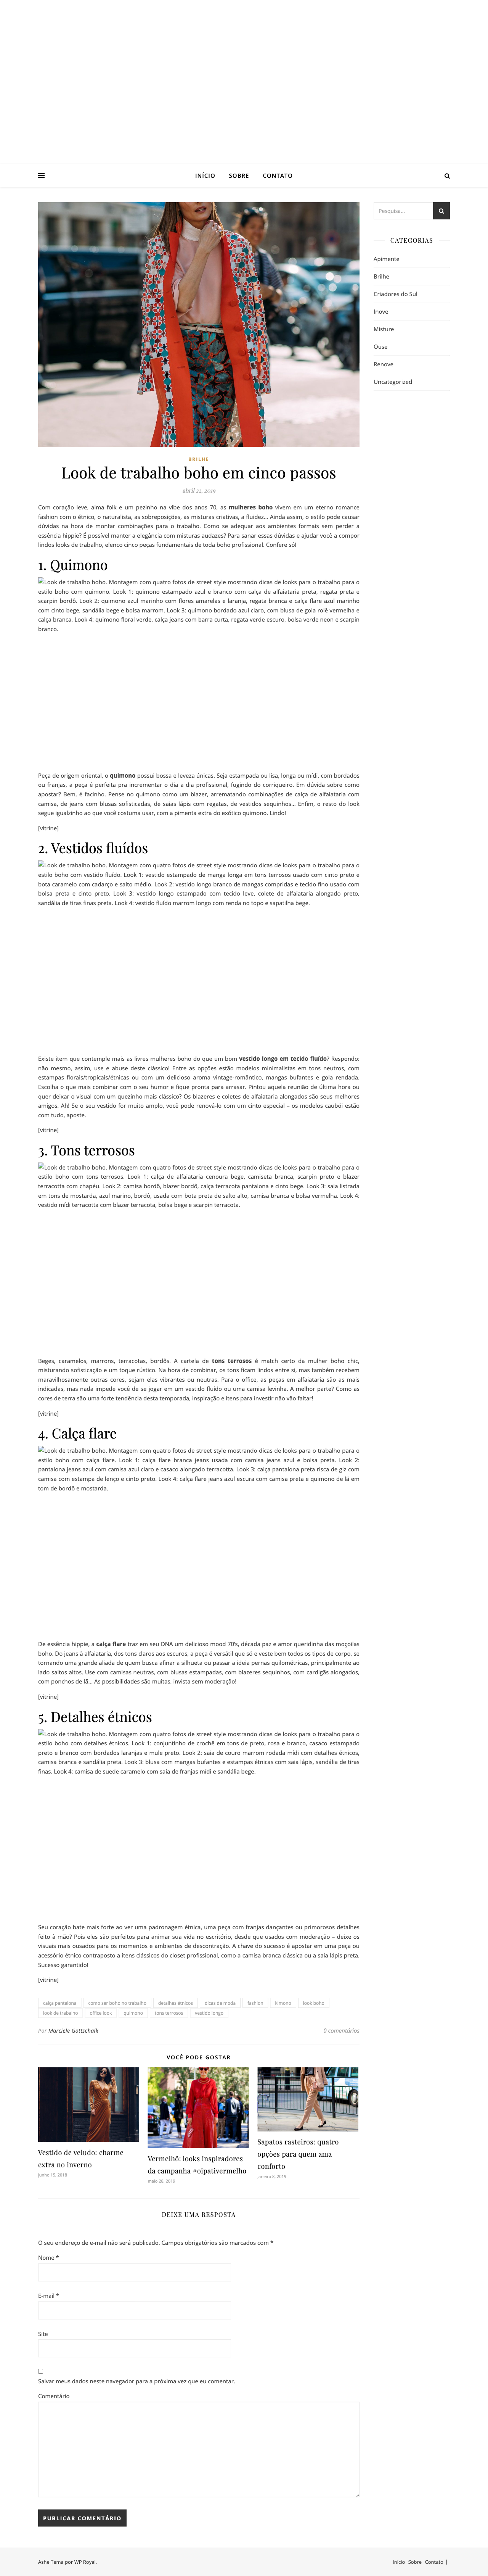 INÍCIO SOBRE CONTATO
BRILHE
Look de trabalho boho em cinco passos
abril 22, 2019
Com coração leve, alma folk e um pezinho na vibe dos anos 70, as mulheres boho vivem em um eterno romance
fashion com o étnico, o naturalista, as sobreposições, as misturas criativas, a fluidez... Ainda assim, o estilo pode causar
dúvidas na hora de montar combinações para o trabalho. Como se adequar aos ambientes formais sem perder a
essência hippie? É possível manter a elegância com misturas audazes? Para sanar essas dúvidas e ajudar você a compor
lindos looks de trabalho, elenco cinco peças fundamentais de toda boho profissional. Confere só!
1. Quimono
Look de trabalho boho. Montagem com quatro fotos de street style mostrando dicas de looks para o trabalho para o
estilo boho com quimono. Look 1: quimono estampado azul e branco com calça de alfaiataria preta, regata preta e
scarpin bordô. Look 2: quimono azul marinho com flores amarelas e laranja, regata branca e calça flare azul marinho
com cinto bege, sandália bege e bolsa marrom. Look 3: quimono bordado azul claro, com blusa de gola rolê vermelha e
calça branca. Look 4: quimono floral verde, calça jeans com barra curta, regata verde escuro, bolsa verde neon e scarpin
branco.
Peça de origem oriental, o quimono possui bossa e leveza únicas. Seja estampada ou lisa, longa ou mídi, com bordados
ou franjas, a peça é perfeita pra incrementar o dia a dia profissional, fugindo do corriqueiro. Em dúvida sobre como
apostar? Bem, é facinho. Pense no quimono como em um blazer, arrematando combinações de calça de alfaiataria com
camisa, de jeans com blusas sofisticadas, de saias lápis com regatas, de vestidos sequinhos... Enfim, o resto do look
segue igualzinho ao que você costuma usar, com a pimenta extra do exótico quimono. Lindo!
[vitrine]
2. Vestidos fluídos
Look de trabalho boho. Montagem com quatro fotos de street style mostrando dicas de looks para o trabalho para o
estilo boho com vestido fluído. Look 1: vestido estampado de manga longa em tons terrosos usado com cinto preto e
bota caramelo com cadarço e salto médio. Look 2: vestido longo branco de mangas compridas e tecido fino usado com
bolsa preta e cinto preto. Look 3: vestido longo estampado com tecido leve, colete de alfaiataria alongado preto,
sandália de tiras finas preta. Look 4: vestido fluído marrom longo com renda no topo e sapatilha bege.
Existe item que contemple mais as livres mulheres boho do que um bom vestido longo em tecido fluído? Respondo:
não mesmo, assim, use e abuse deste clássico! Entre as opções estão modelos minimalistas em tons neutros, com
estampas florais/tropicais/étnicas ou com um delicioso aroma vintage-romântico, mangas bufantes e gola rendada.
Escolha o que mais combinar com o seu humor e fique pronta para arrasar. Pintou aquela reunião de última hora ou
quer deixar o visual com um quezinho mais clássico? Os blazeres e coletes de alfaiataria alongados são seus melhores
amigos. Ah! Se o seu vestido for muito amplo, você pode renová-lo com um cinto especial – os modelos caubói estão
com tudo, aposte.
[vitrine]
3. Tons terrosos
Look de trabalho boho. Montagem com quatro fotos de street style mostrando dicas de looks para o trabalho para o
estilo boho com tons terrosos. Look 1: calça de alfaiataria cenoura bege, camiseta branca, scarpin preto e blazer
terracotta com chapéu. Look 2: camisa bordô, blazer bordô, calça terracota pantalona e cinto bege. Look 3: saia listrada
em tons de mostarda, azul marino, bordô, usada com bota preta de salto alto, camisa branca e bolsa vermelha. Look 4:
vestido mídi terracotta com blazer terracota, bolsa bege e scarpin terracota.
Beges, caramelos, marrons, terracotas, bordôs. A cartela de tons terrosos é match certo da mulher boho chic,
misturando sofisticação e um toque rústico. Na hora de combinar, os tons ficam lindos entre si, mas também recebem
maravilhosamente outras cores, sejam elas vibrantes ou neutras. Para o office, as peças em alfaiataria são as mais
indicadas, mas nada impede você de se jogar em um vestido fluído ou uma camisa levinha. A melhor parte? Como as
cores de terra são uma forte tendência desta temporada, inspiração e itens para investir não vão faltar!
[vitrine]
4. Calça flare
Look de trabalho boho. Montagem com quatro fotos de street style mostrando dicas de looks para o trabalho para o
estilo boho com calça flare. Look 1: calça flare branca jeans usada com camisa jeans azul e bolsa preta. Look 2:
pantalona jeans azul com camisa azul claro e casaco alongado terracotta. Look 3: calça pantalona preta risca de giz com
camisa com estampa de lenço e cinto preto. Look 4: calça flare jeans azul escura com camisa preta e quimono de lã em
tom de bordô e mostarda.
De essência hippie, a calça flare traz em seu DNA um delicioso mood 70's, década paz e amor queridinha das moçoilas
boho. Do jeans à alfaiataria, dos tons claros aos escuros, a peça é versátil que só e veste bem todos os tipos de corpo, se
tornando uma grande aliada de quem busca afinar a silhueta ou passar a ideia pernas quilométricas, principalmente ao
lado saltos altos. Use com camisas neutras, com blusas estampadas, com blazeres sequinhos, com cardigãs alongados,
com ponchos de lã... As possibilidades são muitas, invista sem moderação!
[vitrine]
5. Detalhes étnicos
Look de trabalho boho. Montagem com quatro fotos de street style mostrando dicas de looks para o trabalho para o
estilo boho com detalhes étnicos. Look 1: conjuntinho de crochê em tons de preto, rosa e branco, casaco estampado
preto e branco com bordados laranjas e mule preto. Look 2: saia de couro marrom rodada mídi com detalhes étnicos,
camisa branca e sandália preta. Look 3: blusa com mangas bufantes e estampas étnicas com saia lápis, sandália de tiras
finas. Look 4: camisa de suede caramelo com saia de franjas mídi e sandália bege.
Seu coração bate mais forte ao ver uma padronagem étnica, uma peça com franjas dançantes ou primorosos detalhes
feito à mão? Pois eles são perfeitos para animar sua vida no escritório, desde que usados com moderação – deixe os
visuais mais ousados para os momentos e ambientes de descontração. A chave do sucesso é apostar em uma peça ou
acessório étnico contraposto a itens clássicos do closet profissional, como a camisa branca clássica ou a saia lápis preta.
Sucesso garantido!
[vitrine]
calça pantalona como ser boho no trabalho detalhes étnicos dicas de moda fashion kimono look boho
look de trabalho office look quimono tons terrosos vestido longo
Por Marciele Gottschalk 0 comentários
VOCÊ PODE GOSTAR
Vestido de veludo: charme
extra no inverno
junho 15, 2018
Vermelhô: looks inspiradores
da campanha #oipativermelho
maio 28, 2019
Sapatos rasteiros: quatro
opções para quem ama
conforto
janeiro 8, 2019
DEIXE UMA RESPOSTA
O seu endereço de e-mail não será publicado. Campos obrigatórios são marcados com *
Nome *
E-mail *
Site
Salvar meus dados neste navegador para a próxima vez que eu comentar.
Comentário
PUBLICAR COMENTÁRIO
Pesquisa...
CATEGORIAS
Apimente
Brilhe
Criadores do Sul
Inove
Misture
Ouse
Renove
Uncategorized
Ashe Tema por WP Royal.
Início Sobre Contato |